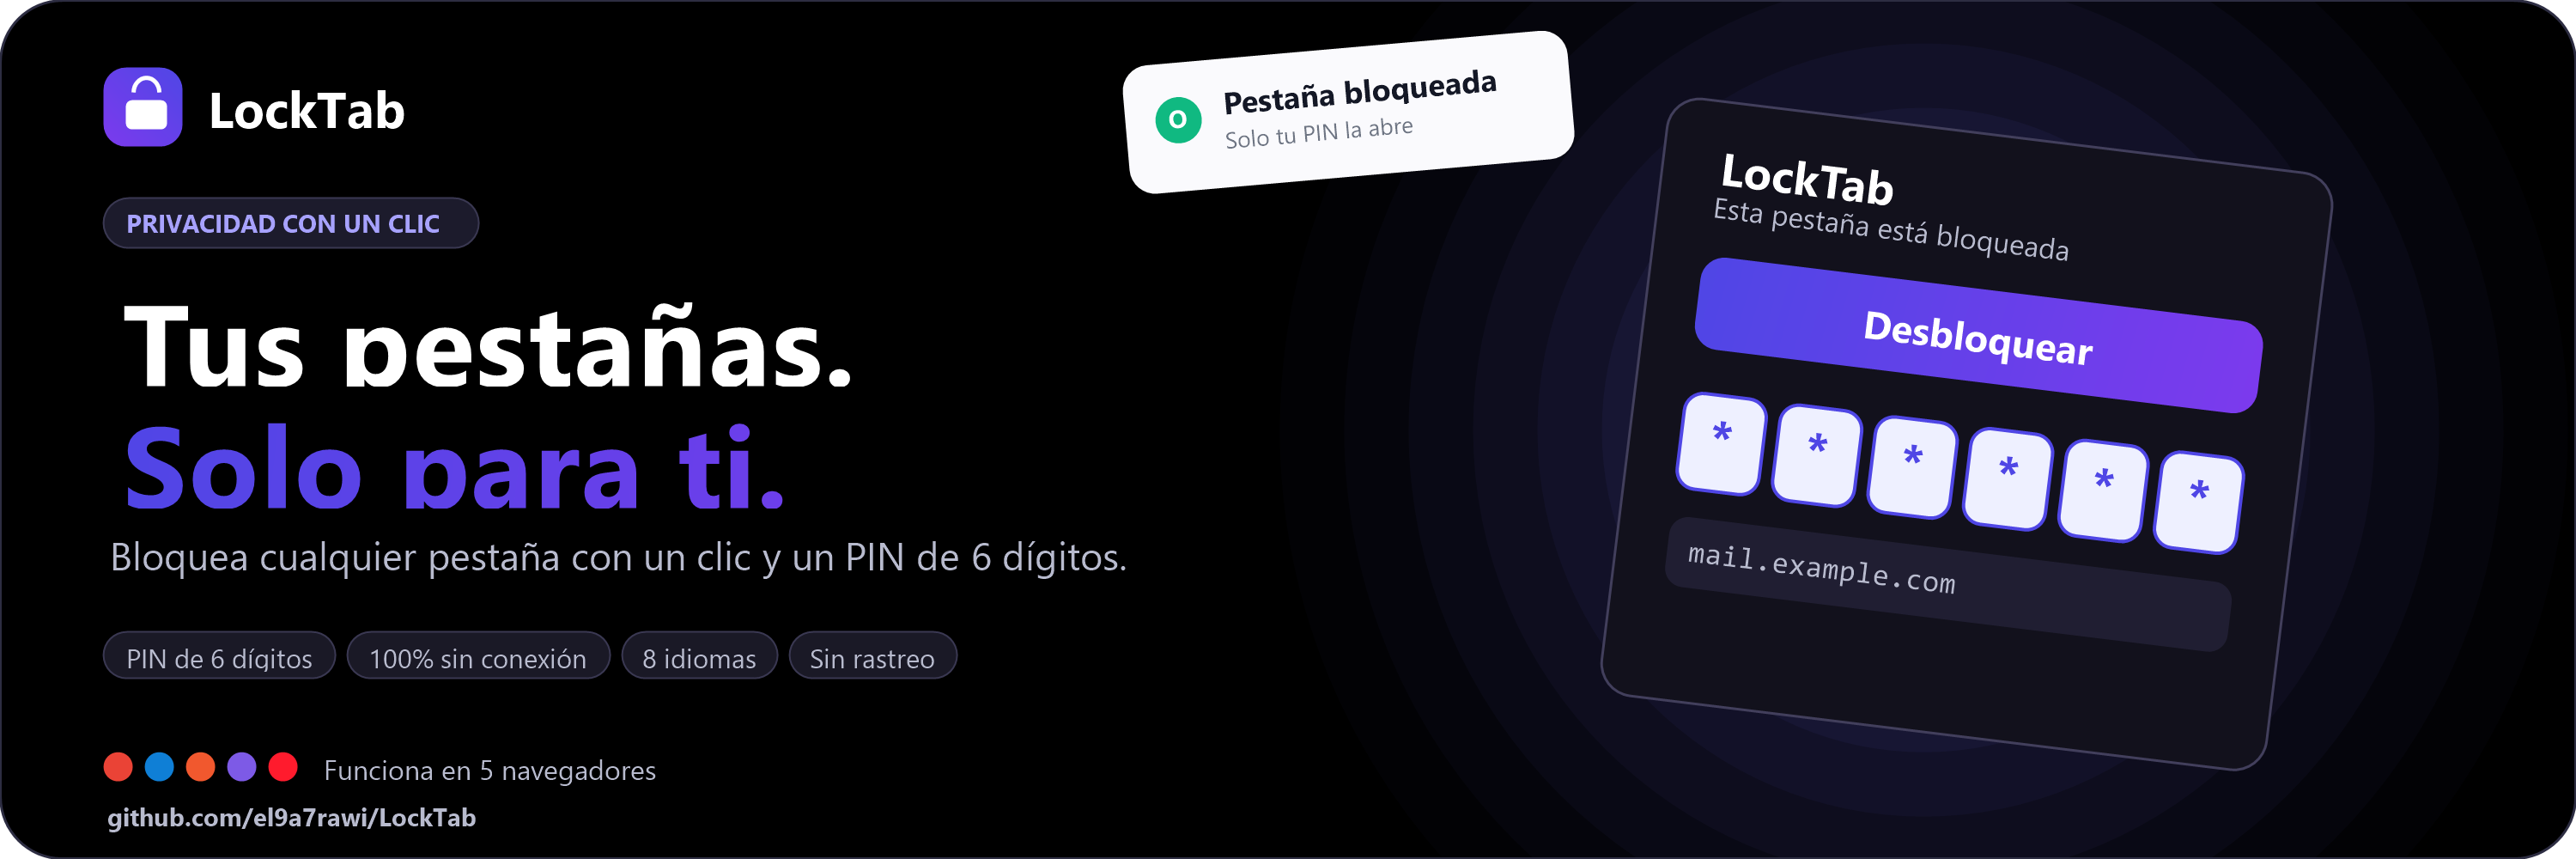 LockTab
PRIVACIDAD CON UN CLIC
Tus pestañas.
Solo para ti.
Bloquea cualquier pestaña con un clic y un PIN de 6 dígitos.
PIN de 6 dígitos
100% sin conexión
8 idiomas
Sin rastreo
Funciona en 5 navegadores
github.com/el9a7rawi/LockTab
O
Pestaña bloqueada
Solo tu PIN la abre
LockTab
Esta pestaña está bloqueada
Desbloquear
* * * * * *
mail.example.com